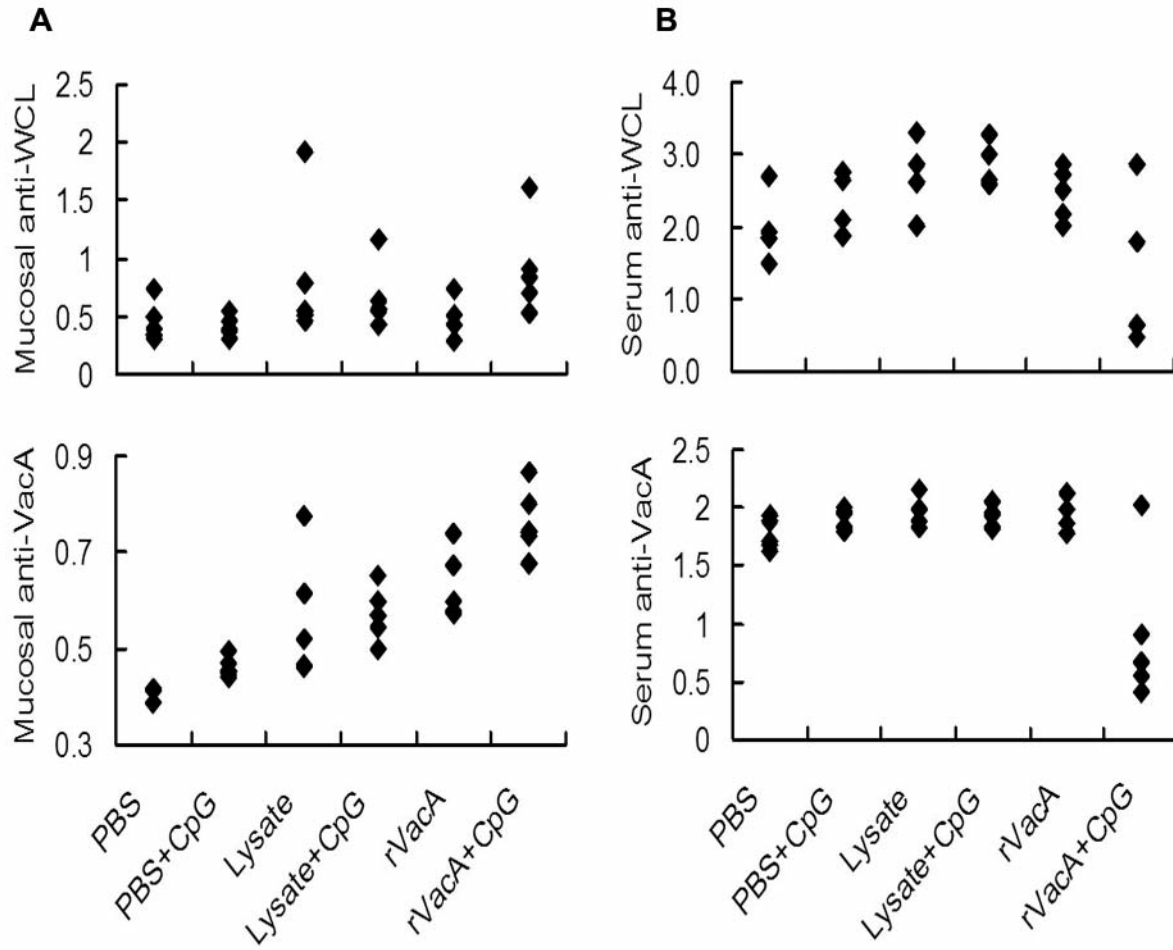 A
Mucosal anti-WCL
2.5
2
1.5
1
0.5
0
Mucosal anti-VacA
0.9
0.7
0.5
0.3
PBS
PBS+CpG
Lysate
Lysate+CpG
rVacA
rVacA+CpG
B
Serum anti-WCL
4.0
3.0
2.0
1.0
0.0
Serum anti-VacA
2.5
2
1.5
1
0.5
0
PBS
PBS+CpG
Lysate
Lysate+CpG
rVacA
rVacA+CpG